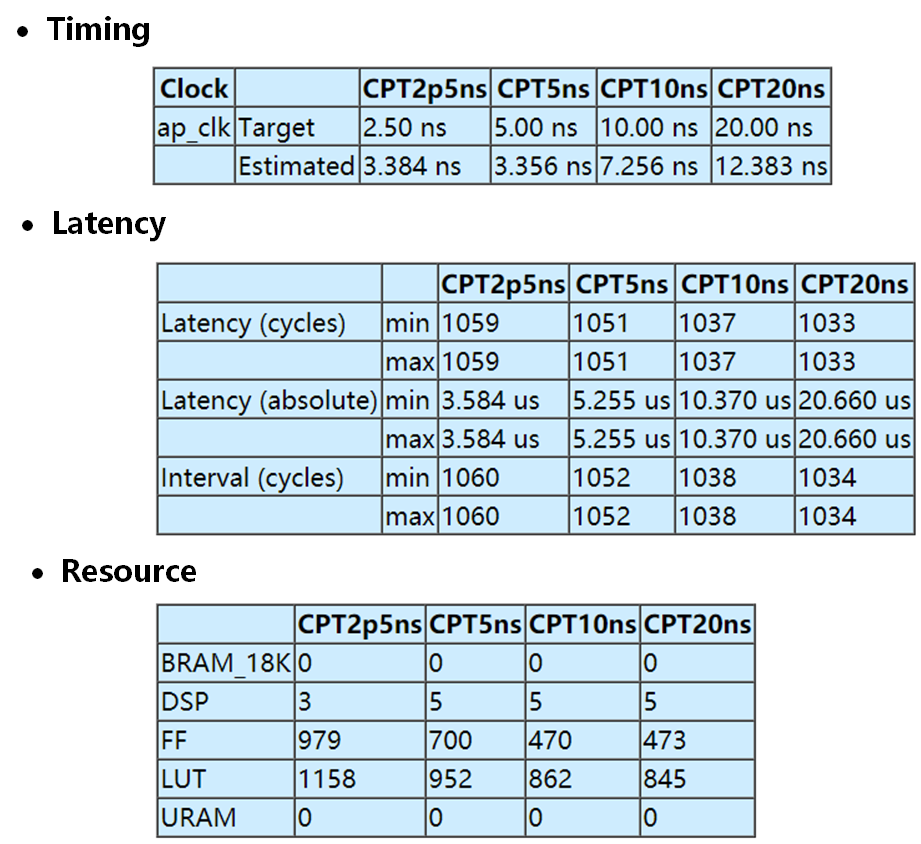 • Timing
Clock CPT2p5ns CPT5ns CPT10ns CPT20ns
ap_clk Target 2.50 ns 5.00 ns 10.00 ns 20.00 ns
Estimated 3.384 ns 3.356 ns 7.256 ns 12.383 ns
• Latency
CPT2p5ns CPT5ns CPT10ns CPT20ns
Latency (cycles) min 1059 1051 1037 1033
max 1059 1051 1037 1033
Latency (absolute) min 3.584 us 5.255 us 10.370 us 20.660 us
max 3.584 us 5.255 us 10.370 us 20.660 us
Interval (cycles) min 1060 1052 1038 1034
max 1060 1052 1038 1034
• Resource
CPT2p5ns CPT5ns CPT10ns CPT20ns
BRAM_18K 0 0 0 0
DSP 3 5 5 5
FF 979 700 470 473
LUT 1158 952 862 845
URAM 0 0 0 0